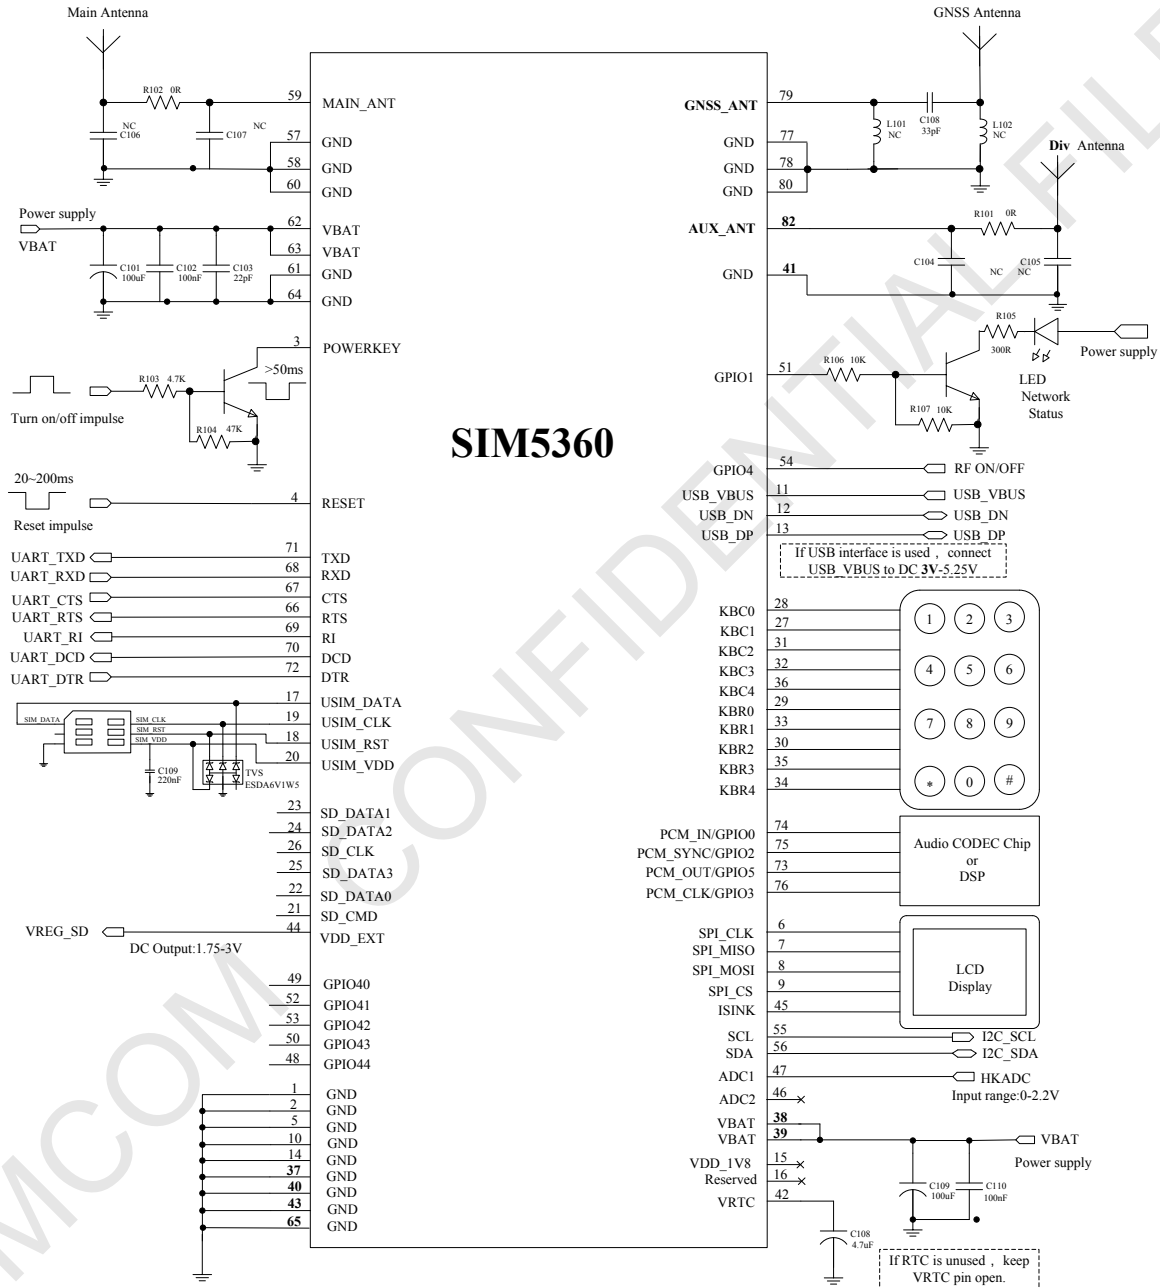 Main Antenna
GNSS Antenna
R102 0R
59
MAIN_ANT
NC
C106
C107
NC
57
GND
58
GND
60
GND
GNSS_ANT
79
L101
NC
C108
33pF
L102
NC
GND
77
GND
78
GND
80
Div Antenna
Power supply
VBAT
62
VBAT
63
VBAT
61
GND
64
GND
C101
100uF
C102
100nF
C103
22pF
AUX_ANT
82
R101 0R
C104
NC
NC
C105
GND
41
3
POWERKEY
>50ms
R103 4.7K
R104 47K
Turn on/off impulse
R105
300R
Power supply
GPIO1
51
R106 10K
R107 10K
LED
Network
Status
SIM5360
20~200ms
Reset impulse
4
RESET
GPIO4
54
RF ON/OFF
USB_VBUS
11
USB_VBUS
USB_DN
12
USB_DN
USB_DP
13
USB_DP
If USB interface is used , connect
USB_VBUS to DC 3V-5.25V
UART_TXD
71
TXD
UART_RXD
68
RXD
UART_CTS
67
CTS
UART_RTS
66
RTS
UART_RI
69
RI
UART_DCD
70
DCD
UART_DTR
72
DTR
KBC0
28
KBC1
27
KBC2
31
KBC3
32
KBC4
36
KBR0
29
KBR1
33
KBR2
30
KBR3
35
KBR4
34
1 2 3
4 5 6
7 8 9
* 0 #
17
USIM_DATA
19
USIM_CLK
18
USIM_RST
20
USIM_VDD
SIM_DATA
SIM_CLK
SIM_RST
SIM_VDD
C109
220nF
TVS
ESDA6V1W5
23
SD_DATA1
24
SD_DATA2
26
SD_CLK
25
SD_DATA3
22
SD_DATA0
21
SD_CMD
VREG_SD
44
VDD_EXT
DC Output:1.75-3V
PCM_IN/GPIO0
74
PCM_SYNC/GPIO2
75
PCM_OUT/GPIO5
73
PCM_CLK/GPIO3
76
Audio CODEC Chip
or
DSP
SPI_CLK
6
SPI_MISO
7
SPI_MOSI
8
SPI_CS
9
ISINK
45
LCD
Display
49
GPIO40
52
GPIO41
53
GPIO42
50
GPIO43
48
GPIO44
SCL
55
I2C_SCL
SDA
56
I2C_SDA
ADC1
47
HKADC
Input range:0-2.2V
ADC2
46
VBAT
38
VBAT
39
VBAT
Power supply
VDD_1V8
15
Reserved
16
VRTC
42
C109
100uF
C110
100nF
C108
4.7uF
If RTC is unused , keep
VRTC pin open.
1
GND
2
GND
5
GND
10
GND
14
GND
37
GND
40
GND
43
GND
65
GND
MCOM CONFIDENTIAL FIL